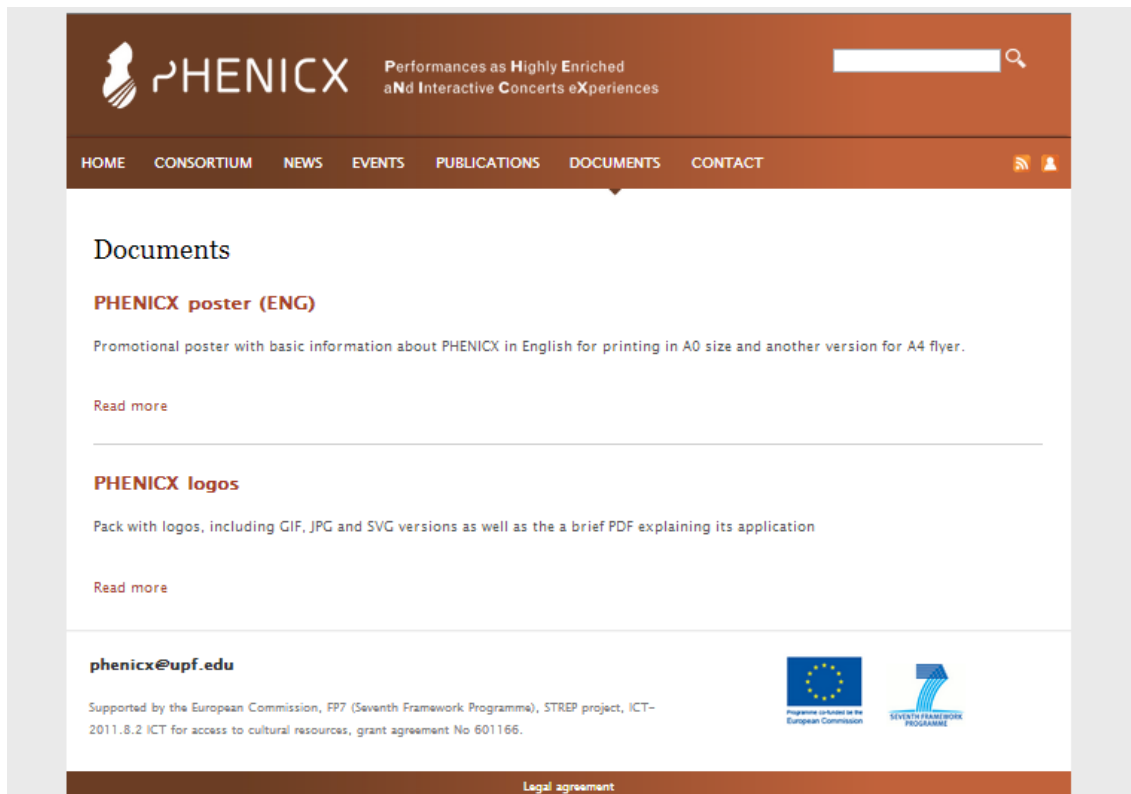 PHENICX
Performances as Highly Enriched
aNd Interactive Concerts eXperiences
HOME CONSORTIUM NEWS EVENTS PUBLICATIONS DOCUMENTS CONTACT
Documents
PHENICX poster (ENG)
Promotional poster with basic information about PHENICX in English for printing in A0 size and another version for A4 flyer.
Read more
PHENICX logos
Pack with logos, including GIF, JPG and SVG versions as well as the a brief PDF explaining its application
Read more
phenicx@upf.edu
Supported by the European Commission, FP7 (Seventh Framework Programme), STREP project, ICT-
2011.8.2 ICT for access to cultural resources, grant agreement No 601166.
Programme co-funded by the
European Commission
SEVENTH FRAMEWORK
PROGRAMME
Legal agreement